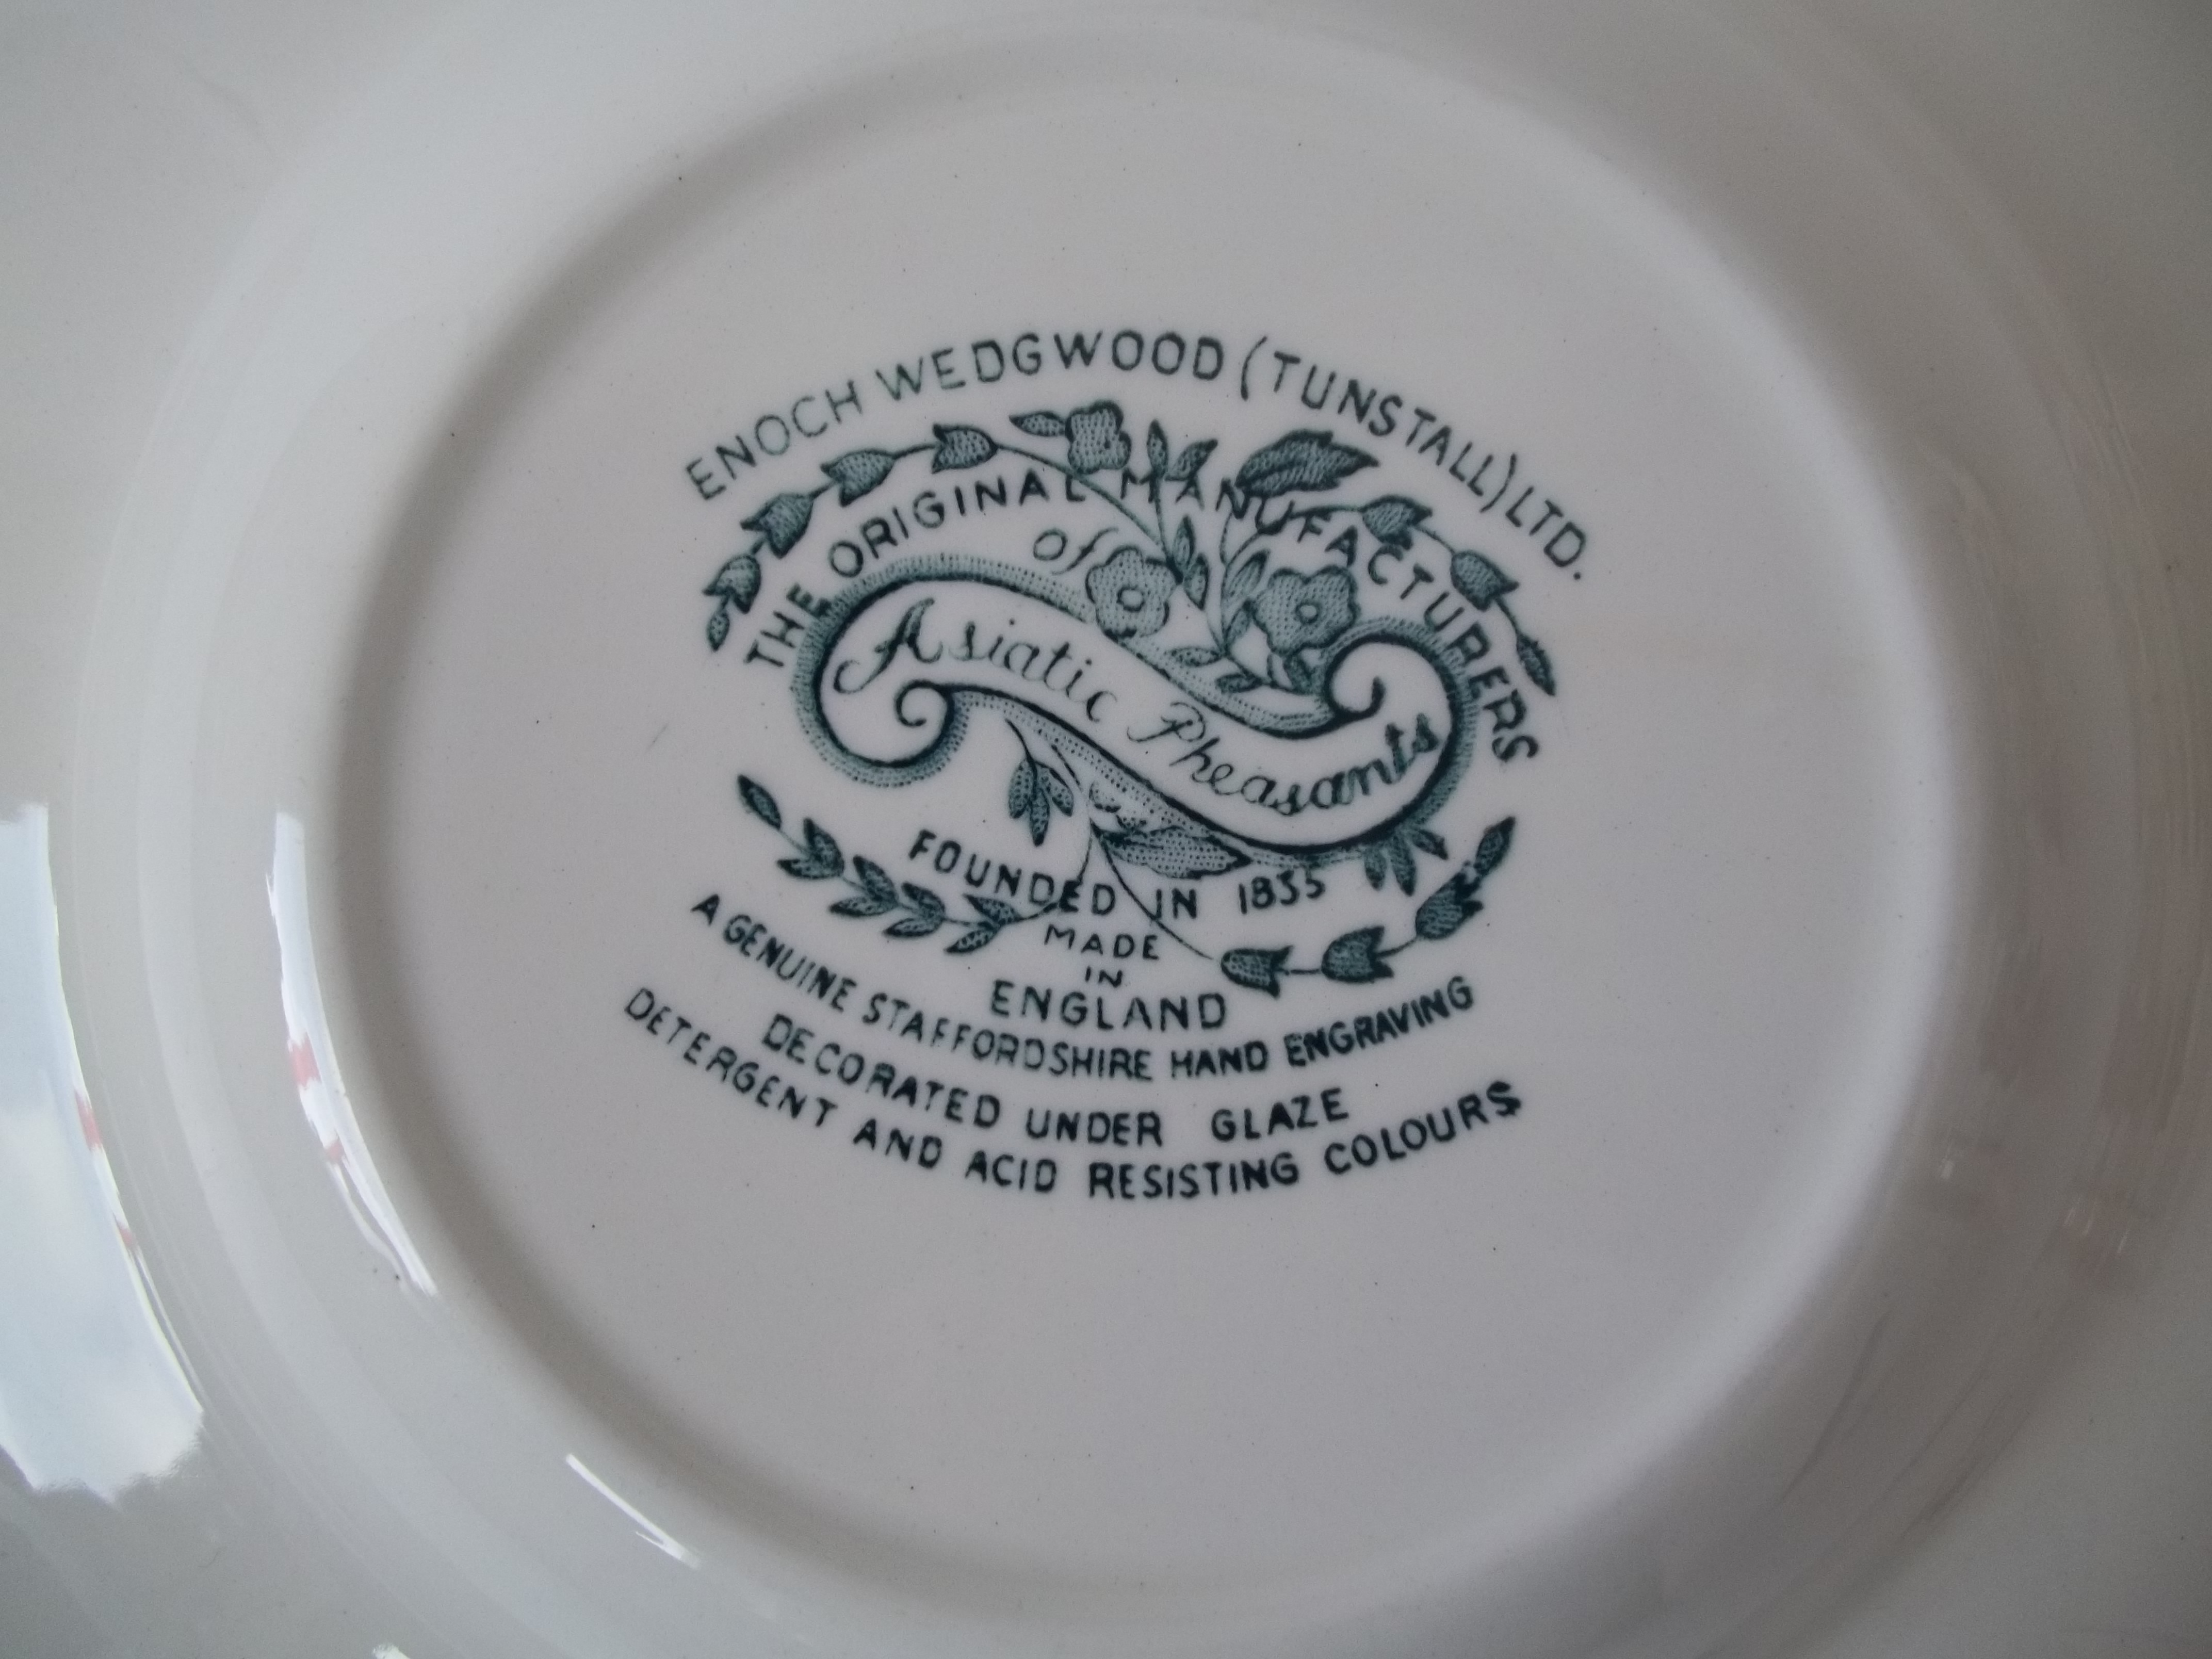 ENOCH WEDGWOOD (TUNSTALL) LTD.
THE ORIGINAL MANUFACTURERS
of
Asiatic Pheasants
FOUNDED IN 1835
MADE
IN
ENGLAND
A GENUINE STAFFORDSHIRE HAND ENGRAVING
DECORATED UNDER GLAZE
DETERGENT AND ACID RESISTING COLOURS